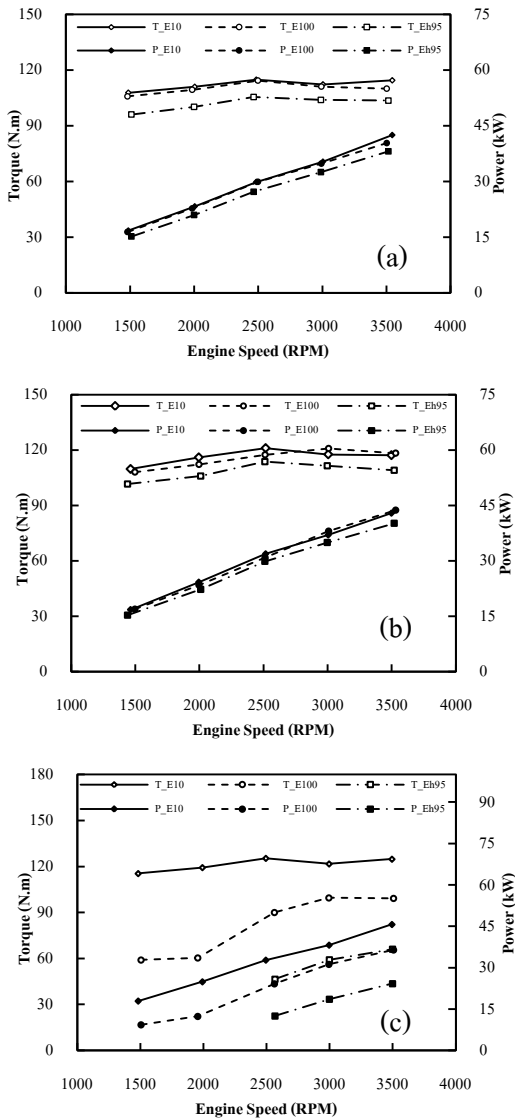 150
75
T_E10
T_E100
T_Eh95
P_E10
P_E100
P_Eh95
120
60
90
45
60
30
30
15
0
0
Torque (N.m)
Power (kW)
(a)
1000
1500
2000
2500
3000
3500
4000
Engine Speed (RPM)
150
75
T_E10
T_E100
T_Eh95
P_E10
P_E100
P_Eh95
120
60
90
45
60
30
30
15
0
0
Torque (N.m)
Power (kW)
(b)
1000
1500
2000
2500
3000
3500
4000
Engine Speed (RPM)
180
T_E10
T_E100
T_Eh95
P_E10
P_E100
P_Eh95
150
90
120
75
90
60
60
45
30
30
0
15
0
Torque (N.m)
Power (kW)
(c)
1000
1500
2000
2500
3000
3500
4000
Engine Speed (RPM)